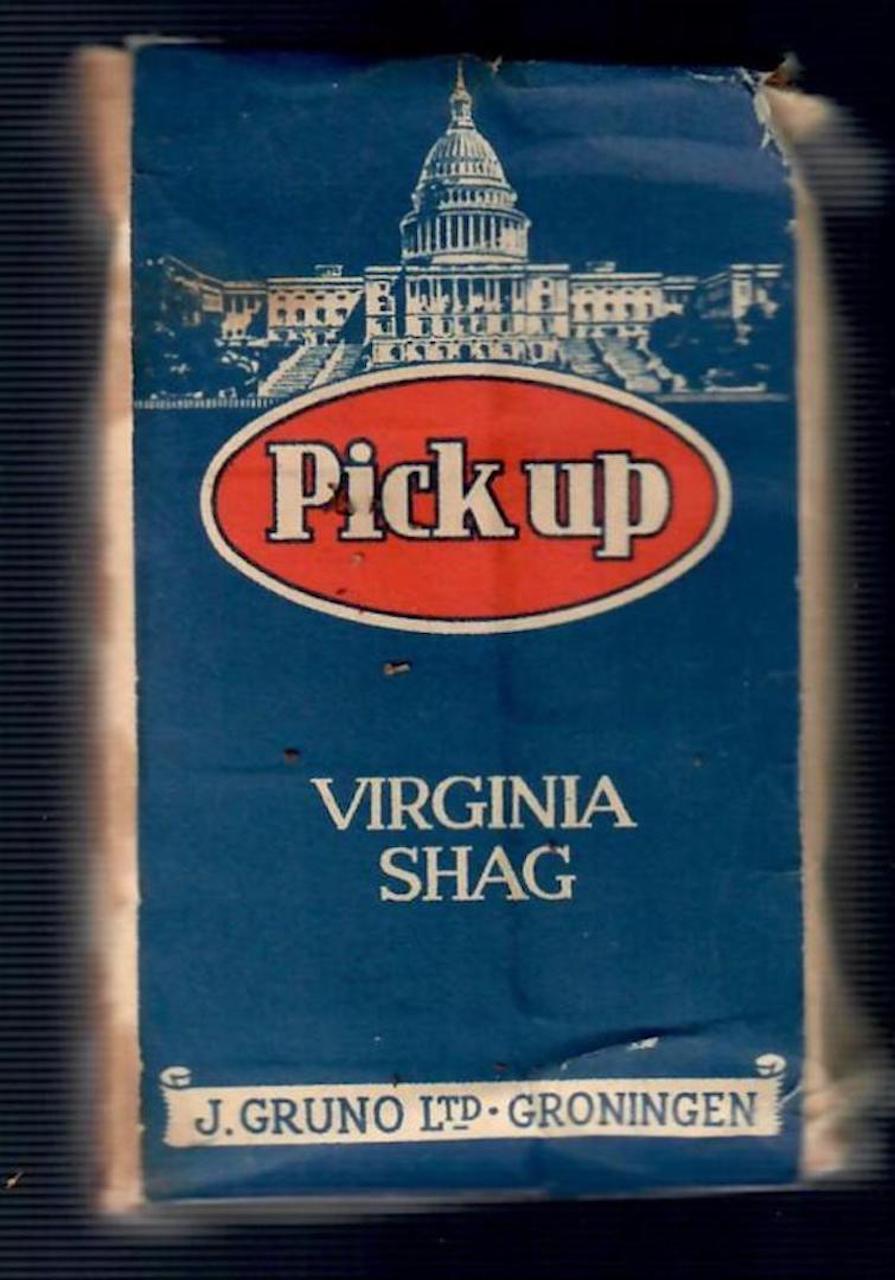 Pick up
VIRGINIA
SHAG
J. GRUNO LTD · GRONINGEN